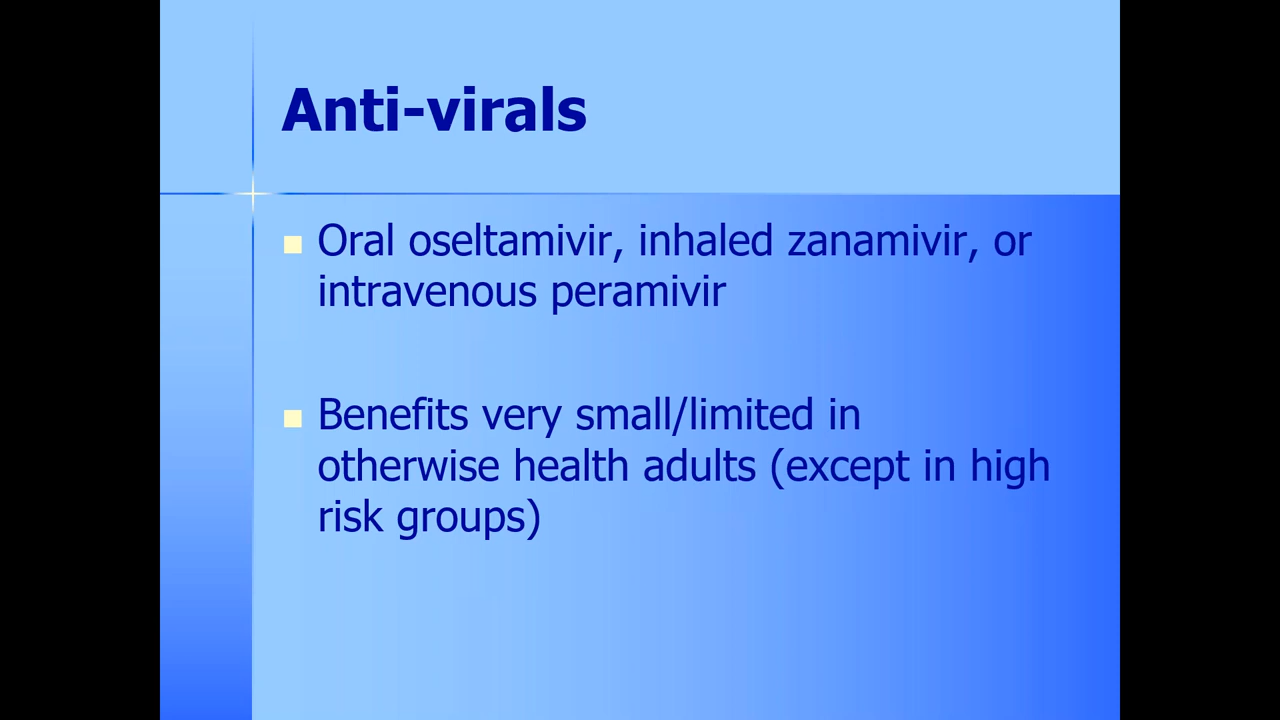 Anti-virals
Oral oseltamivir, inhaled zanamivir, or
intravenous peramivir
Benefits very small/limited in
otherwise health adults (except in high
risk groups)